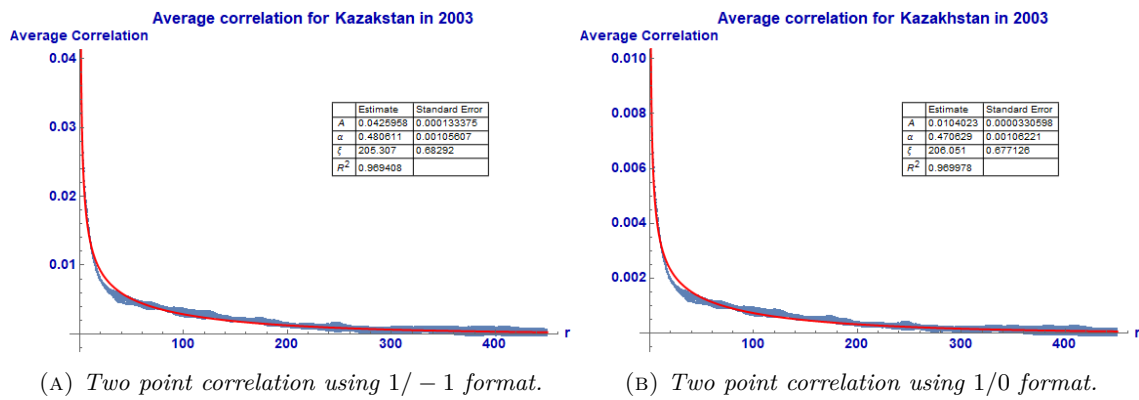 Average correlation for Kazakstan in 2003
Average Correlation
0.04
0.03
0.02
0.01
100
200
300
400
r
Estimate Standard Error
A 0.0425958 0.000133375
α 0.480611 0.00105607
ξ 205.307 0.68292
R² 0.969408
(A) Two point correlation using 1/ − 1 format.
Average correlation for Kazakhstan in 2003
Average Correlation
0.010
0.008
0.006
0.004
0.002
100
200
300
400
r
Estimate Standard Error
A 0.0104023 0.0000330598
α 0.470629 0.00106221
ξ 206.051 0.677126
R² 0.969978
(B) Two point correlation using 1/0 format.